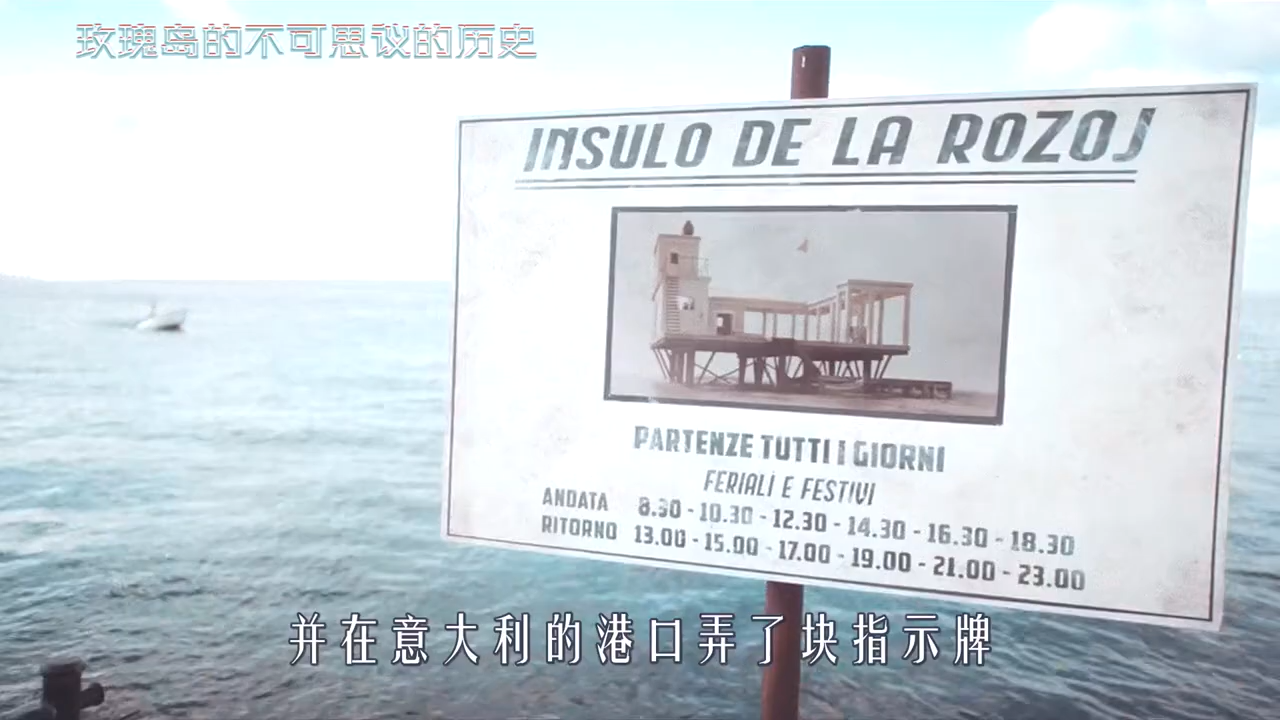 玫瑰岛的不可思议的历史
INSULO DE LA ROZOJ
PARTENZE TUTTI I GIORNI
FERIALI E FESTIVI
ANDATA 8.30 - 10.30 - 12.30 - 14.30 - 16.30 - 18.30
RITORNO 13.00 - 15.00 - 17.00 - 19.00 - 21.00 - 23.00
并在意大利的港口弄了块指示牌